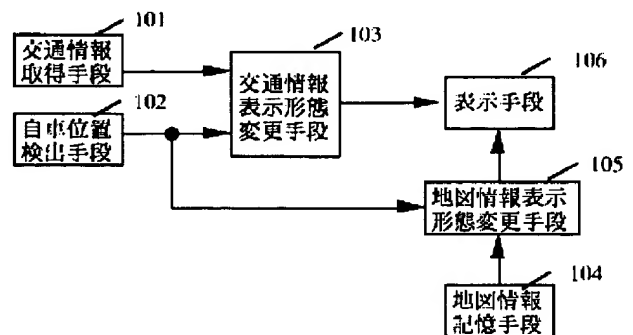 101
交通情報
取得手段
102
自車位置
検出手段
103
交通情報
表示形態
変更手段
106
表示手段
105
地図情報表示
形態変更手段
104
地図情報
記憶手段